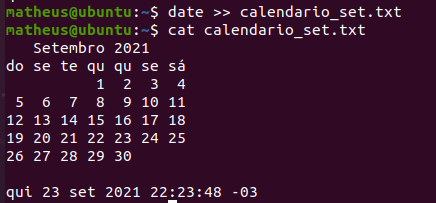 matheus@ubuntu:~$ date >> calendario_set.txt
matheus@ubuntu:~$ cat calendario_set.txt
   Setembro 2021
do se te qu qu se sá
          1  2  3  4
 5  6  7  8  9 10 11
12 13 14 15 16 17 18
19 20 21 22 23 24 25
26 27 28 29 30

qui 23 set 2021 22:23:48 -03